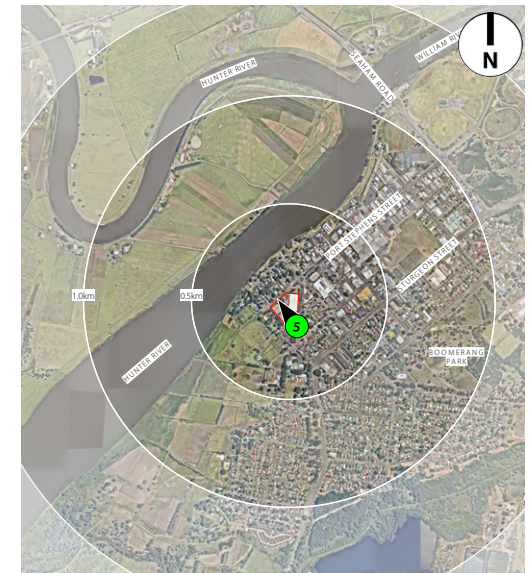 HUNTER RIVER
SEAHAM ROAD
WILLIAM RIV
N
PORT STEPHENS STREET
STURGEON STREET
1.0km
0.5km
5
HUNTER RIVER
BOOMERANG
PARK